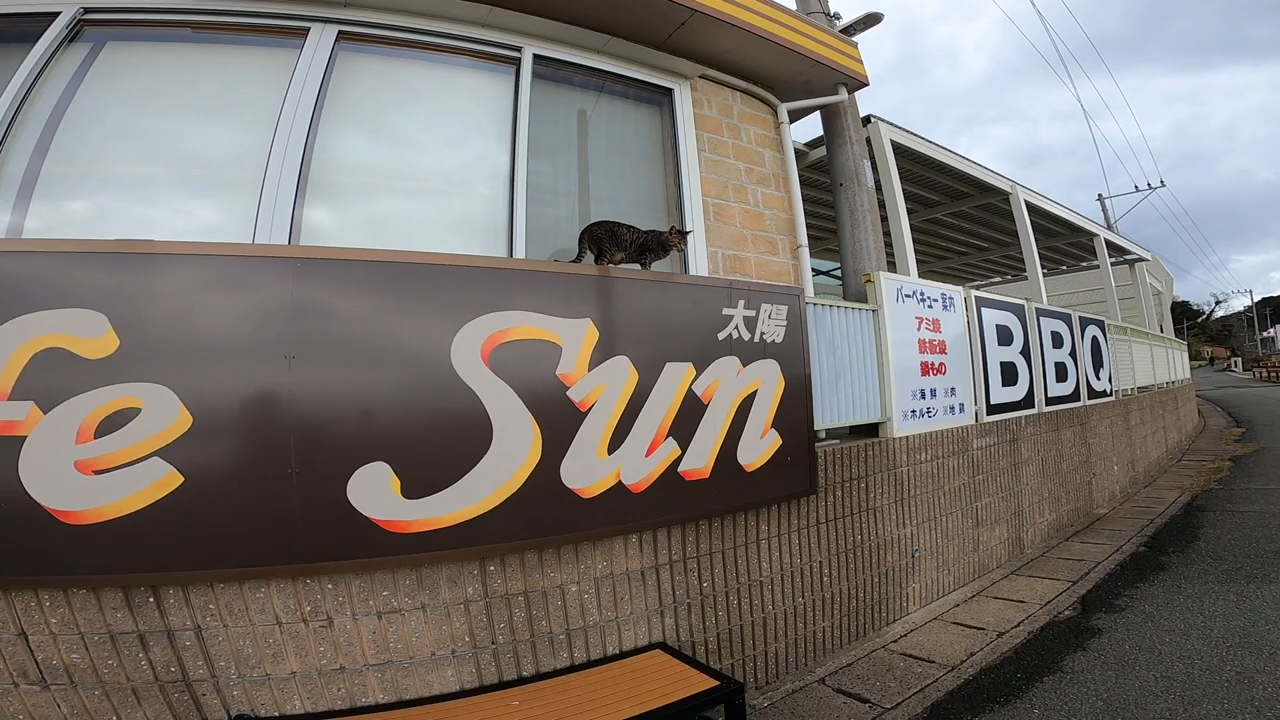 fe Sun
太陽
バーベキュー案内
アミ焼
鉄板焼
鍋もの
※海鮮 ※肉
※ホルモン ※地鶏
BBQ